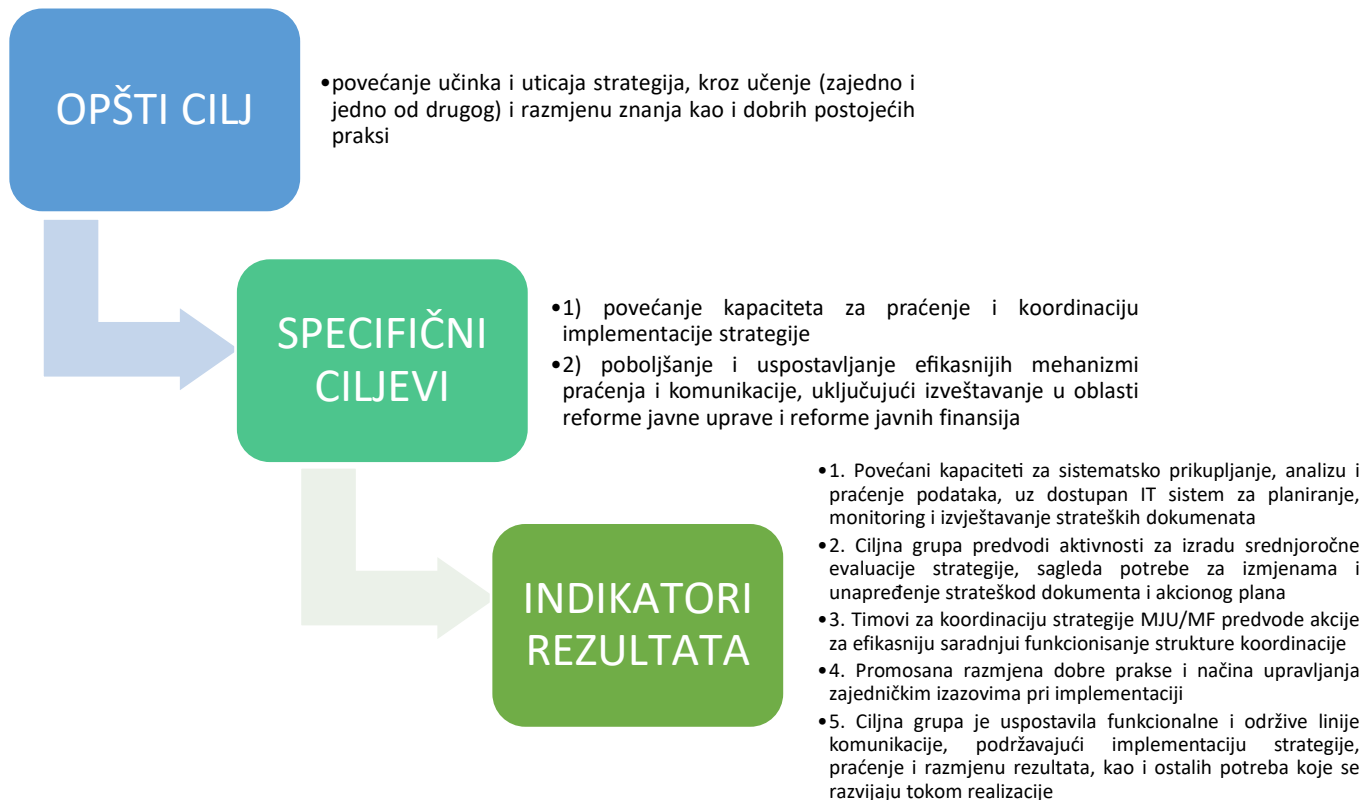 OPŠTI CILJ
•povećanje učinka i uticaja strategija, kroz učenje (zajedno i
jedno od drugog) i razmjenu znanja kao i dobrih postojećih
praksi
SPECIFIČNI
CILJEVI
•1) povećanje kapaciteta za praćenje i koordinaciju
implementacije strategije
•2) poboljšanje i uspostavljanje efikasnijih mehanizmi
praćenja i komunikacije, uključujući izveštavanje u oblasti
reforme javne uprave i reforme javnih finansija
INDIKATORI
REZULTATA
•1. Povećani kapaciteti za sistematsko prikupljanje, analizu i
praćenje podataka, uz dostupan IT sistem za planiranje,
monitoring i izvještavanje strateških dokumenata
•2. Ciljna grupa predvodi aktivnosti za izradu srednjoročne
evaluacije strategije, sagleda potrebe za izmjenama i
unapređenje strateškod dokumenta i akcionog plana
•3. Timovi za koordinaciju strategije MJU/MF predvode akcije
za efikasniju saradnjui funkcionisanje strukture koordinacije
•4. Promosana razmjena dobre prakse i načina upravljanja
zajedničkim izazovima pri implementaciji
•5. Ciljna grupa je uspostavila funkcionalne i održive linije
komunikacije, podržavajući implementaciju strategije,
praćenje i razmjenu rezultata, kao i ostalih potreba koje se
razvijaju tokom realizacije